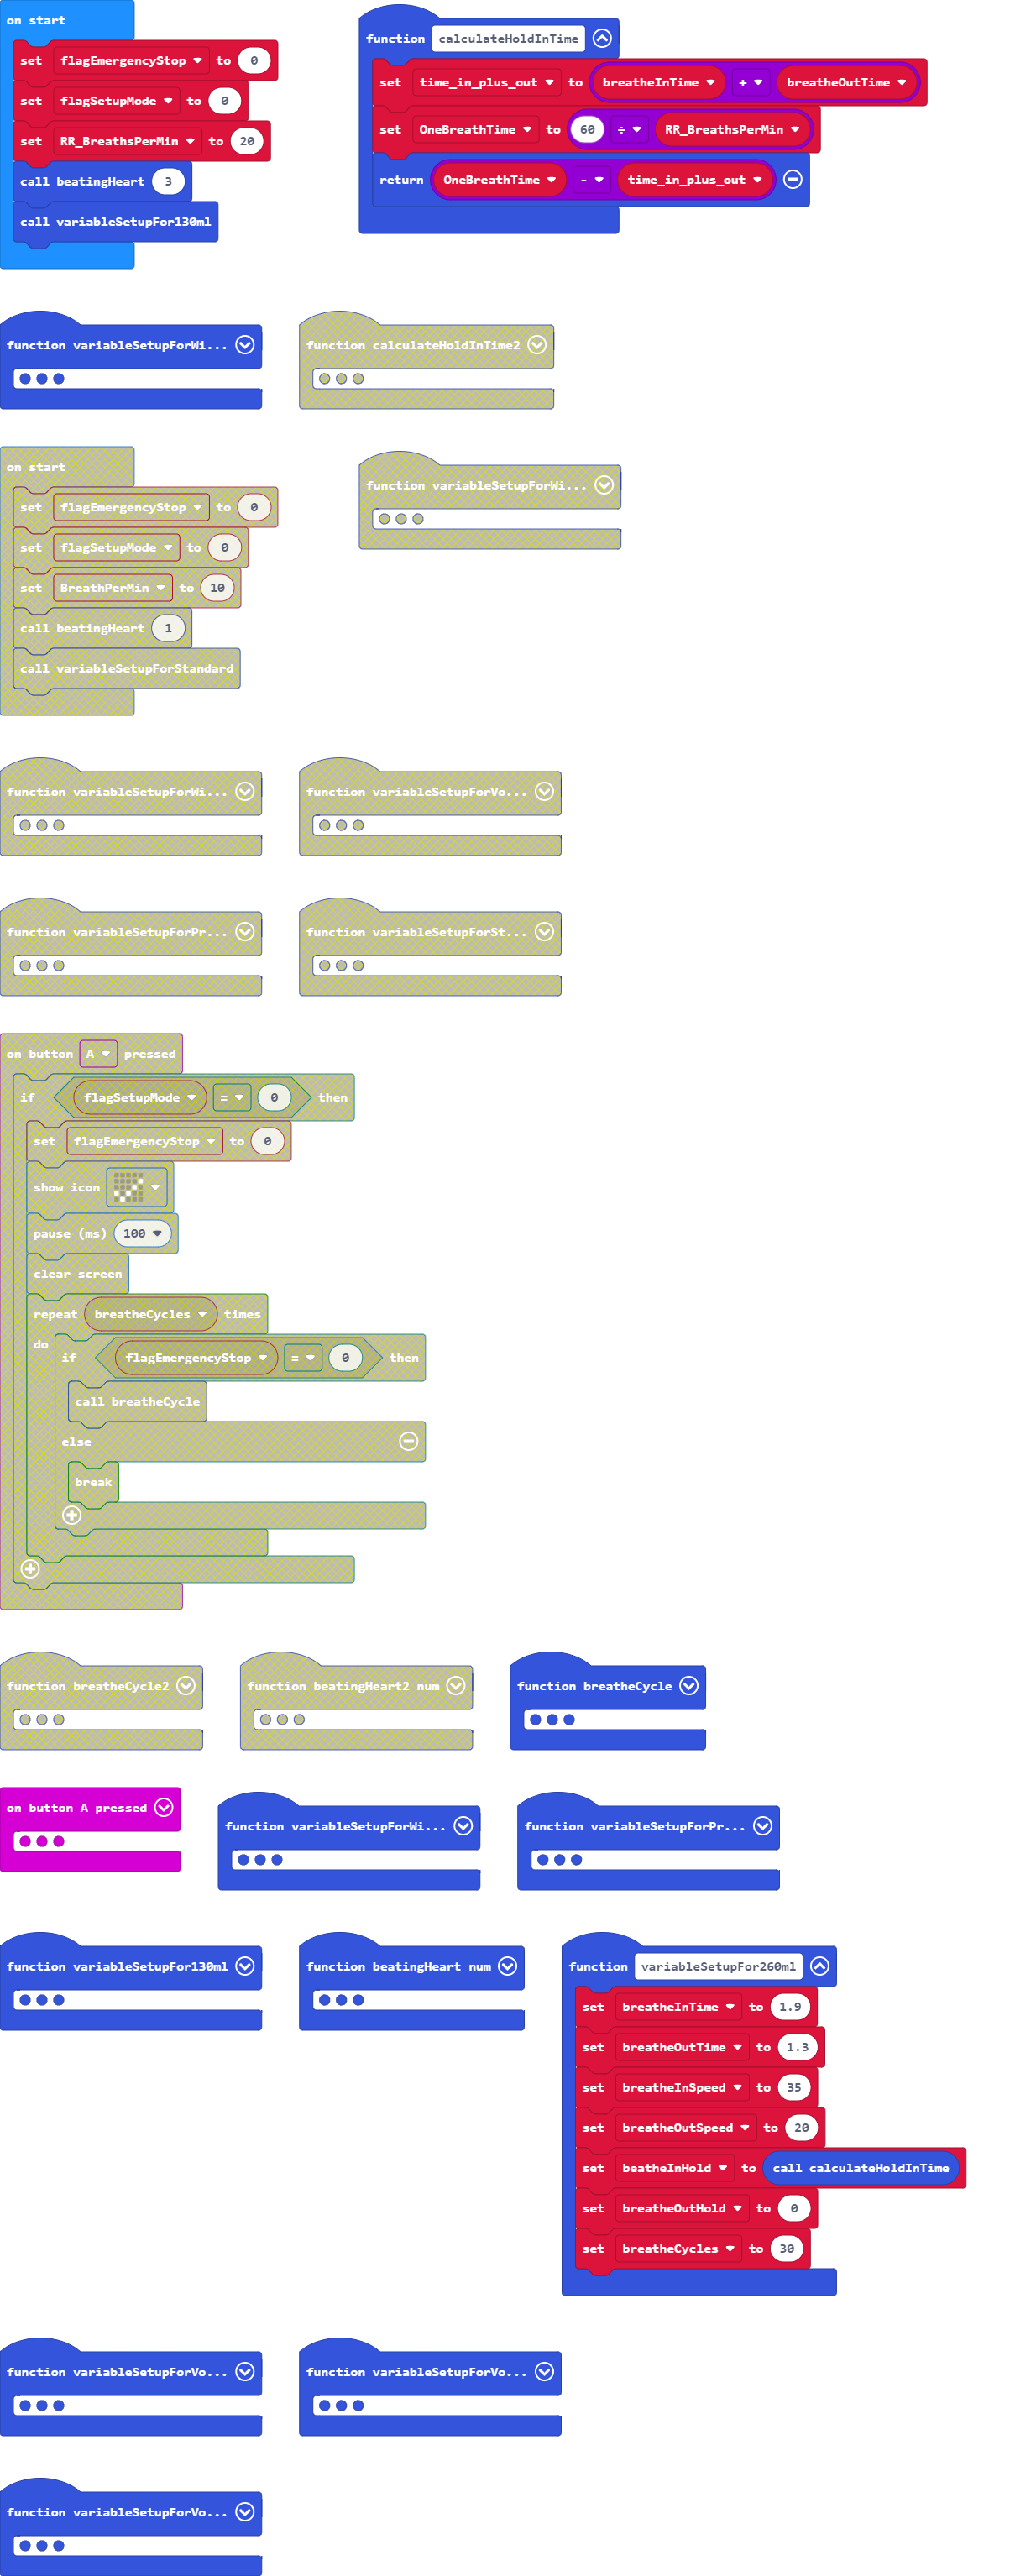 on start
set flagEmergencyStop to 0
set flagSetupMode to 0
set RR_BreathsPerMin to 20
call beatingHeart 3
call variableSetupFor130ml
function calculateHoldInTime
set time_in_plus_out to breatheInTime + breatheOutTime
set OneBreathTime to 60 ÷ RR_BreathsPerMin
return OneBreathTime - time_in_plus_out
function variableSetupForWi...
function calculateHoldInTime2
on start
set flagEmergencyStop to 0
set flagSetupMode to 0
set BreathPerMin to 10
call beatingHeart 1
call variableSetupForStandard
function variableSetupForWi...
function variableSetupForWi...
function variableSetupForVo...
function variableSetupForPr...
function variableSetupForSt...
on button A pressed
if flagSetupMode = 0 then
set flagEmergencyStop to 0
show icon
pause (ms) 100
clear screen
repeat breatheCycles times
do if flagEmergencyStop = 0 then
call breatheCycle
else
break
function breatheCycle2
function beatingHeart2 num
function breatheCycle
on button A pressed
function variableSetupForWi...
function variableSetupForPr...
function variableSetupFor130ml
function beatingHeart num
function variableSetupFor260ml
set breatheInTime to 1.9
set breatheOutTime to 1.3
set breatheInSpeed to 35
set breatheOutSpeed to 20
set beatheInHold to call calculateHoldInTime
set breatheOutHold to 0
set breatheCycles to 30
function variableSetupForVo...
function variableSetupForVo...
function variableSetupForVo...